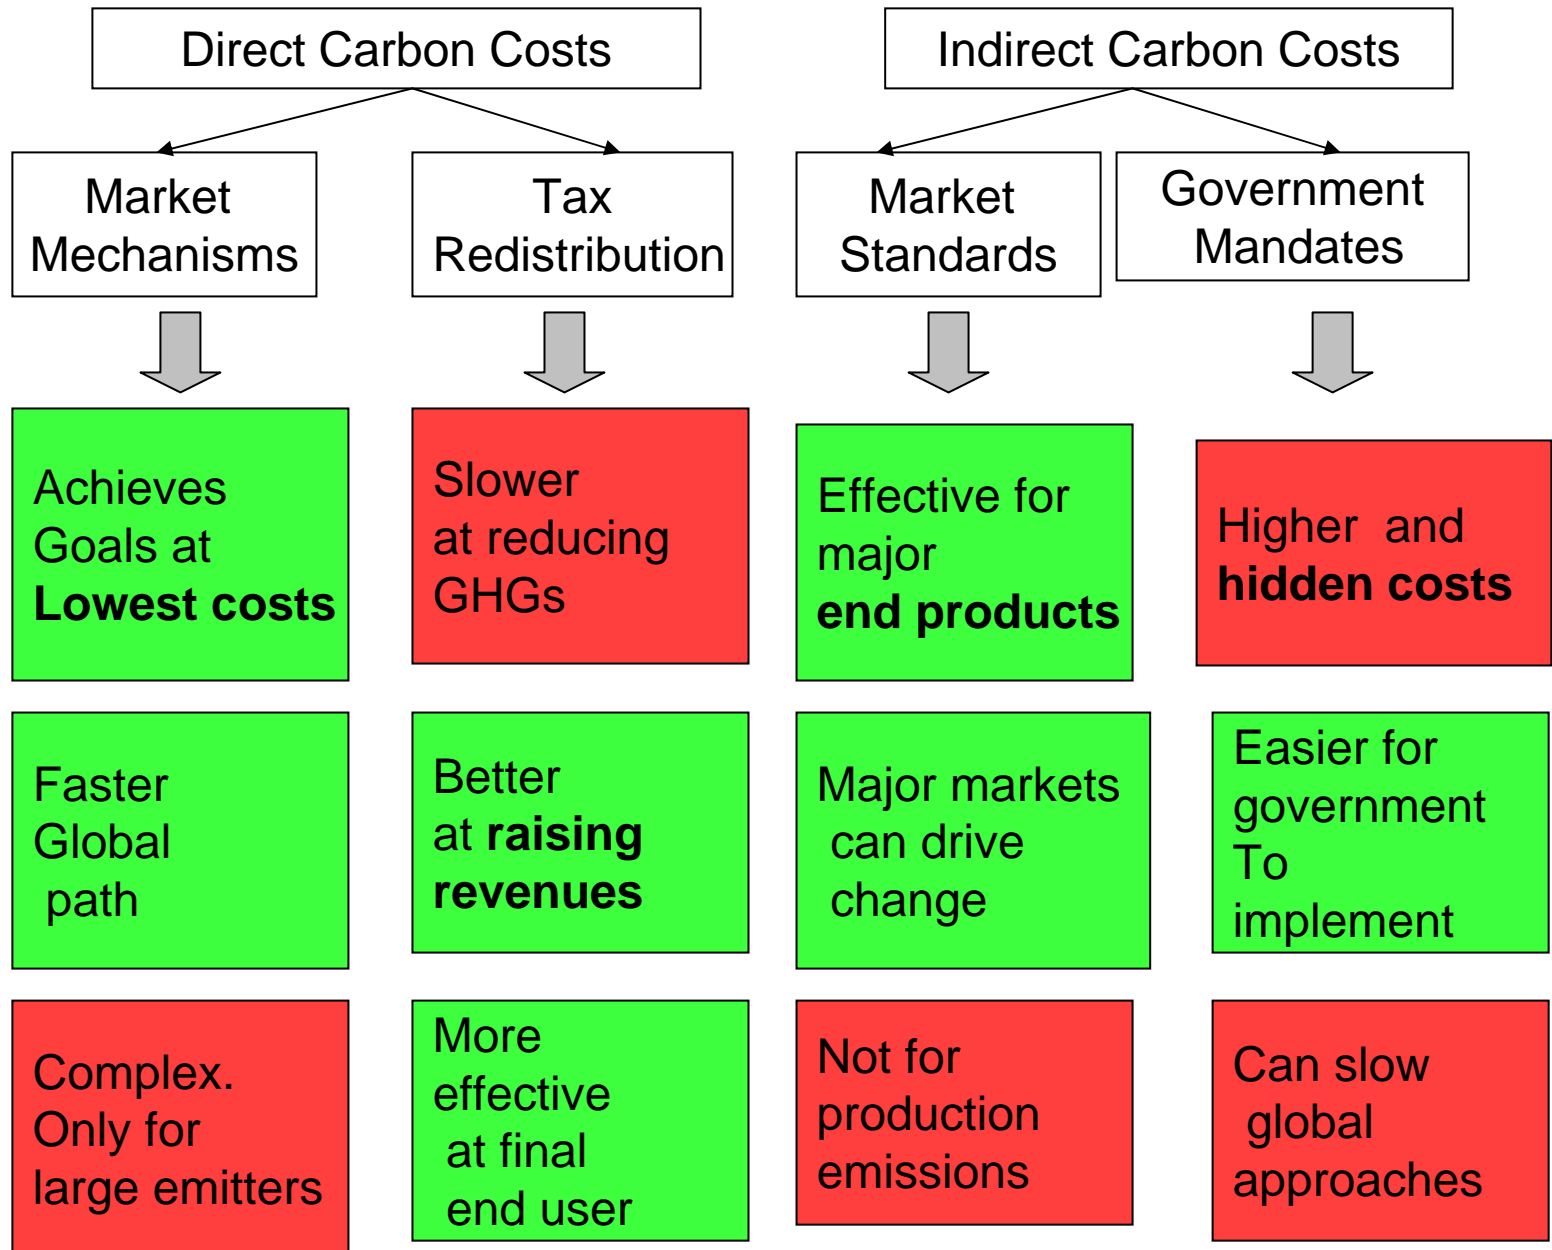 Direct Carbon Costs
Indirect Carbon Costs
Market
Mechanisms
Tax
Redistribution
Market
Standards
Government
Mandates
Achieves
Goals at
Lowest costs
Slower
at reducing
GHGs
Effective for
major
end products
Higher and
hidden costs
Faster
Global
path
Better
at raising
revenues
Major markets
can drive
change
Easier for
government
To
implement
Complex.
Only for
large emitters
More
effective
at final
end user
Not for
production
emissions
Can slow
global
approaches